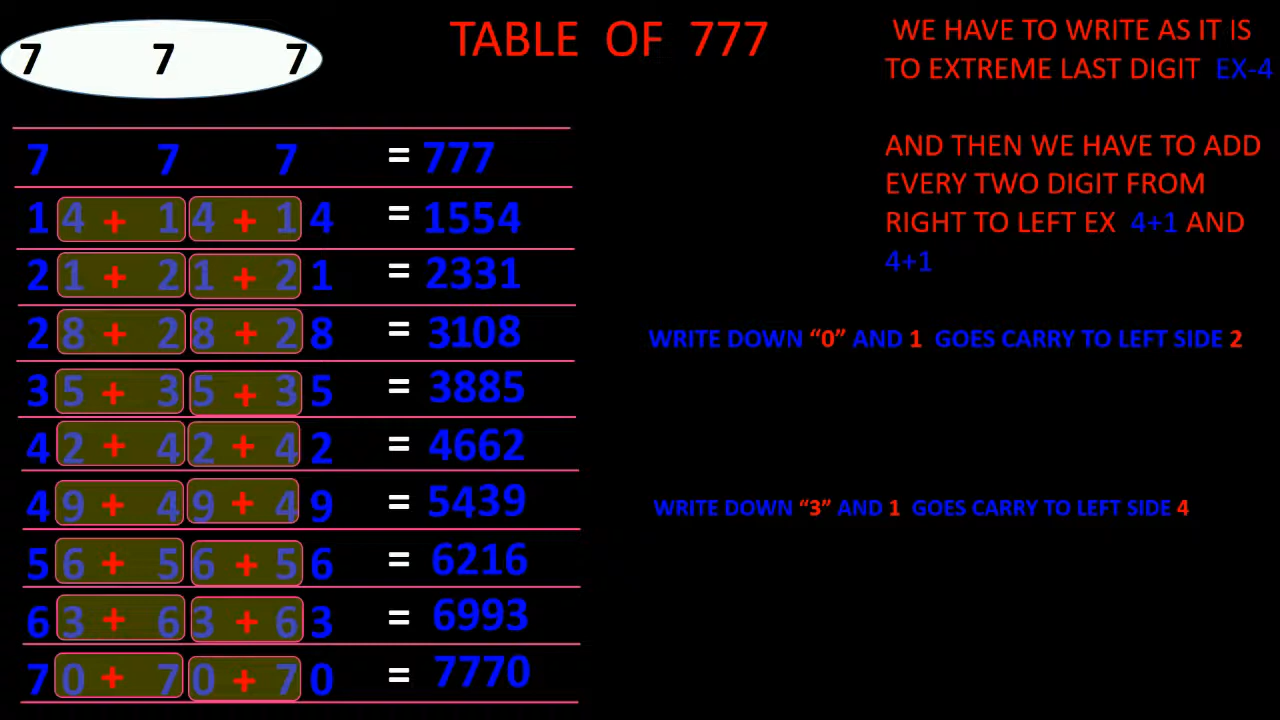 7 7 7
TABLE OF 777
WE HAVE TO WRITE AS IT IS
TO EXTREME LAST DIGIT EX-4
AND THEN WE HAVE TO ADD
EVERY TWO DIGIT FROM
RIGHT TO LEFT EX 4+1 AND
4+1
7 7 7 = 777
1 4 + 1 4 + 1 4 = 1554
2 1 + 2 1 + 2 1 = 2331
2 8 + 2 8 + 2 8 = 3108
WRITE DOWN “0” AND 1 GOES CARRY TO LEFT SIDE 2
3 5 + 3 5 + 3 5 = 3885
4 2 + 4 2 + 4 2 = 4662
4 9 + 4 9 + 4 9 = 5439
WRITE DOWN “3” AND 1 GOES CARRY TO LEFT SIDE 4
5 6 + 5 6 + 5 6 = 6216
6 3 + 6 3 + 6 3 = 6993
7 0 + 7 0 + 7 0 = 7770